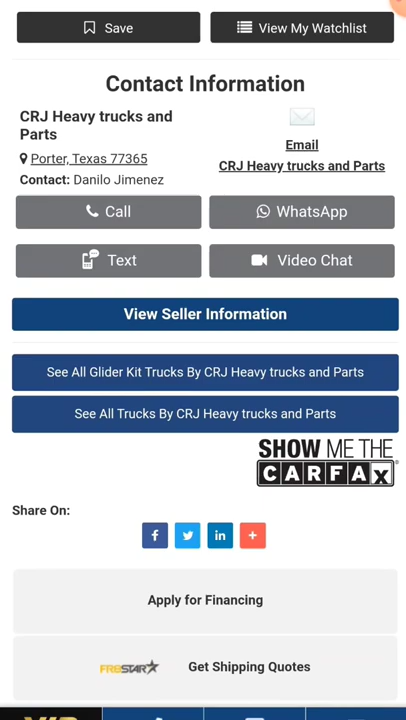 Save
View My Watchlist
Contact Information
CRJ Heavy trucks and
Parts
Porter, Texas 77365
Contact: Danilo Jimenez
Email
CRJ Heavy trucks and Parts
Call
WhatsApp
Text
Video Chat
View Seller Information
See All Glider Kit Trucks By CRJ Heavy trucks and Parts
See All Trucks By CRJ Heavy trucks and Parts
SHOW ME THE
CARFAX
Share On:
Apply for Financing
FR8STAR
Get Shipping Quotes